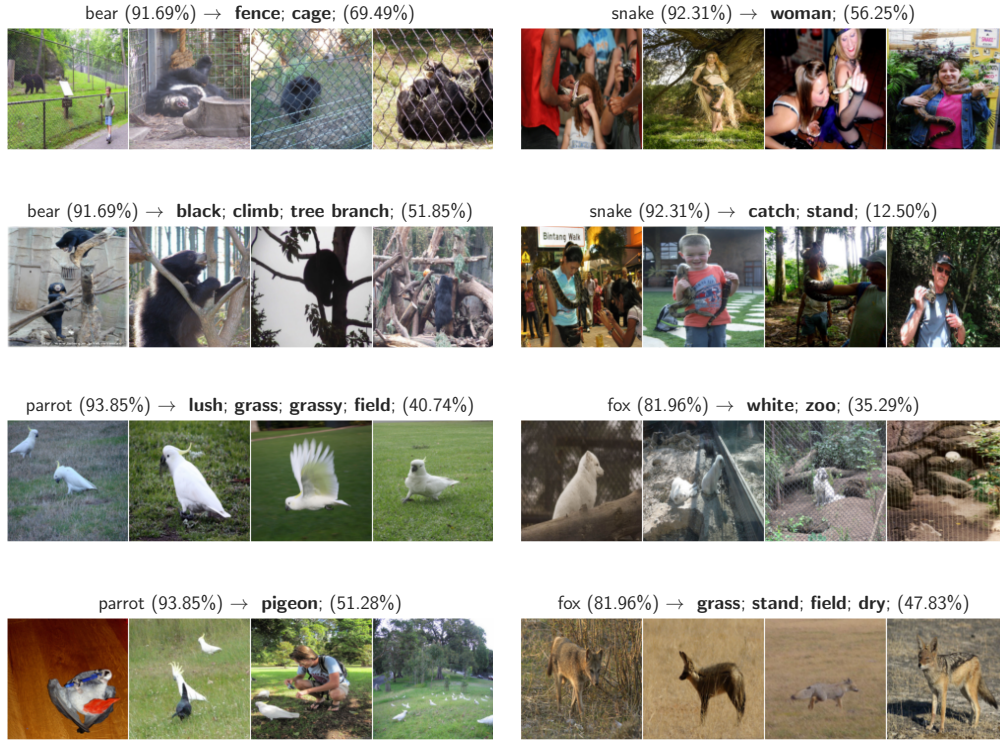 bear (91.69%) → fence; cage; (69.49%)
snake (92.31%) → woman; (56.25%)
bear (91.69%) → black; climb; tree branch; (51.85%)
snake (92.31%) → catch; stand; (12.50%)
Bintang Walk
parrot (93.85%) → lush; grass; grassy; field; (40.74%)
fox (81.96%) → white; zoo; (35.29%)
parrot (93.85%) → pigeon; (51.28%)
fox (81.96%) → grass; stand; field; dry; (47.83%)